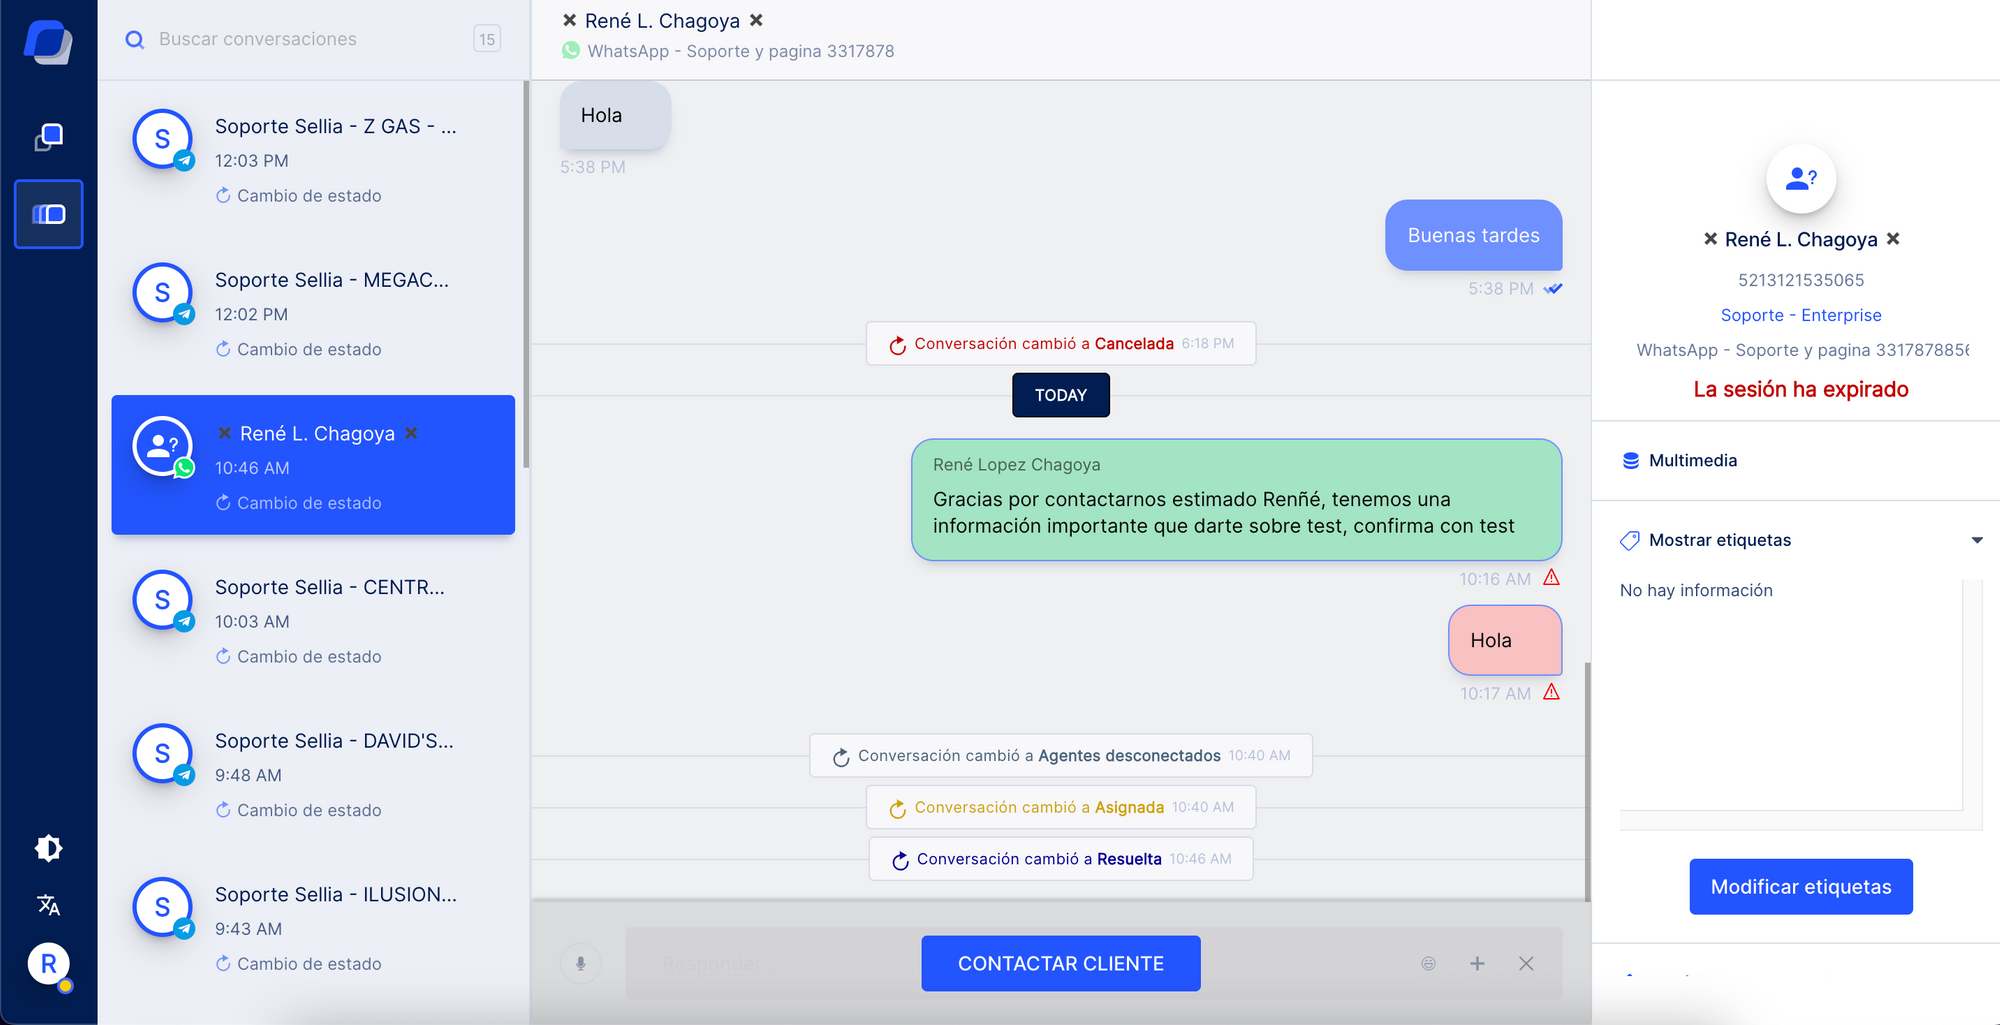 Buscar conversaciones
15
Soporte Sellia - Z GAS - ...
12:03 PM
Cambio de estado
Soporte Sellia - MEGAC...
12:02 PM
Cambio de estado
René L. Chagoya
10:46 AM
Cambio de estado
Soporte Sellia - CENTR...
10:03 AM
Cambio de estado
Soporte Sellia - DAVID'S...
9:48 AM
Cambio de estado
Soporte Sellia - ILUSION...
9:43 AM
Cambio de estado
S
S
?
S
S
S
R
René L. Chagoya
WhatsApp - Soporte y pagina 3317878
Hola
5:38 PM
Buenas tardes
5:38 PM
Conversación cambió a Cancelada 6:18 PM
TODAY
René Lopez Chagoya
Gracias por contactarnos estimado Renñé, tenemos una
información importante que darte sobre test, confirma con test
10:16 AM
Hola
10:17 AM
Conversación cambió a Agentes desconectados 10:40 AM
Conversación cambió a Asignada 10:40 AM
Conversación cambió a Resuelta 10:46 AM
Responder
CONTACTAR CLIENTE
?
René L. Chagoya
5213121535065
Soporte - Enterprise
WhatsApp - Soporte y pagina 331787885
La sesión ha expirado
Multimedia
Mostrar etiquetas
No hay información
Modificar etiquetas